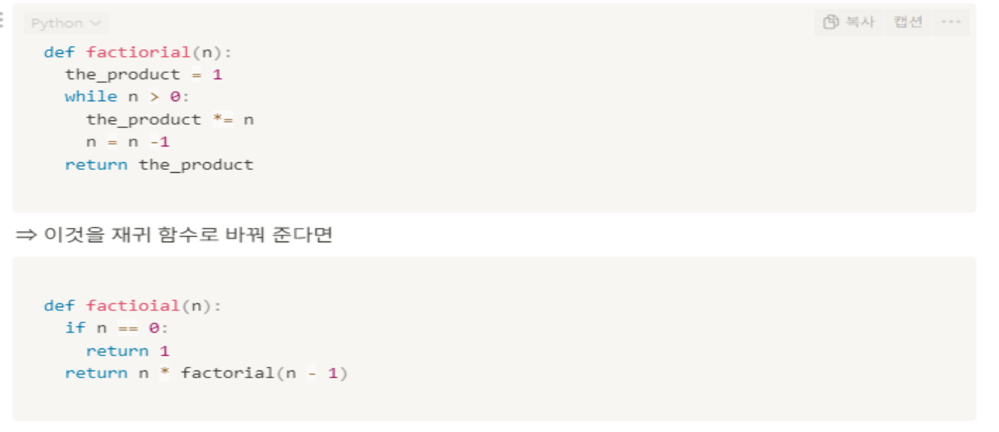 Python
복사 캡션 ···
def factiorial(n):
the_product = 1
while n > 0:
the_product *= n
n = n -1
return the_product
⇒ 이것을 재귀 함수로 바꿔 준다면
def factioial(n):
if n == 0:
return 1
return n * factorial(n - 1)